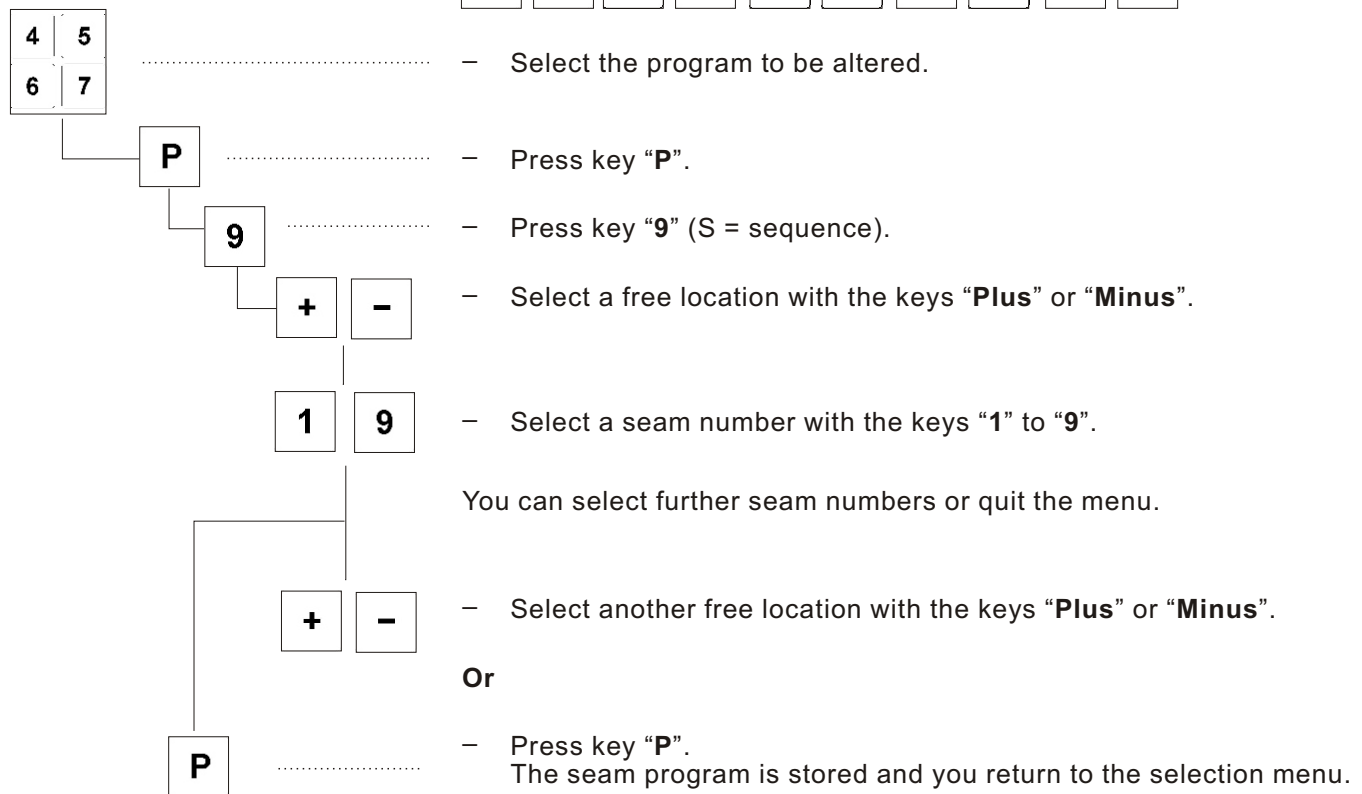 4 5
6 7
– Select the program to be altered.
P
– Press key “P”.
9
– Press key “9” (S = sequence).
+ −
– Select a free location with the keys “Plus” or “Minus”.
1 9
– Select a seam number with the keys “1” to “9”.
You can select further seam numbers or quit the menu.
+ −
– Select another free location with the keys “Plus” or “Minus”.
Or
P
– Press key “P”.
The seam program is stored and you return to the selection menu.